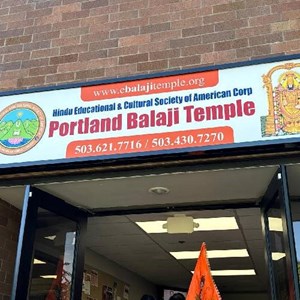 www.cbalajitemple.org
Hindu Educational & Cultural Society of American Corp
Portland Balaji Temple
503.621.7716 / 503.430.7270